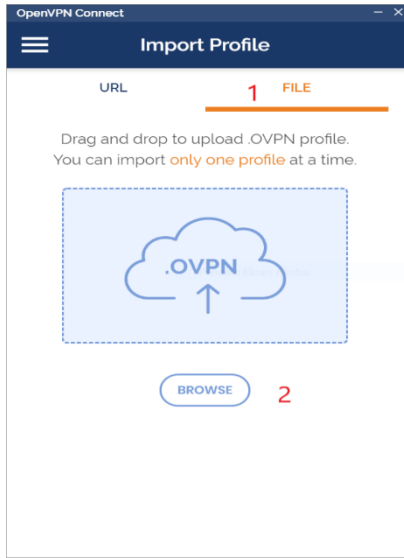 OpenVPN Connect
Import Profile
URL
1 FILE
Drag and drop to upload .OVPN profile.
You can import only one profile at a time.
.OVPN
BROWSE 2